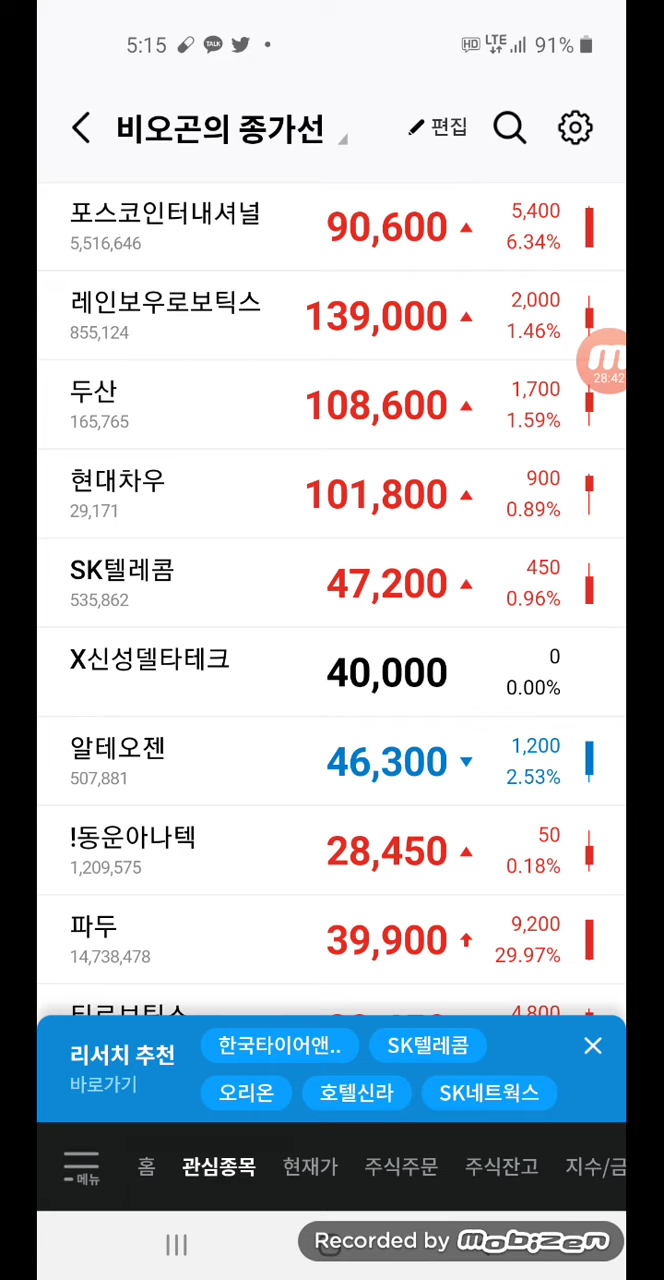 5:15 TALK HD LTE 91%
비오곤의 종가선 편집
포스코인터내셔널 90,600 5,400
5,516,646 6.34%
레인보우로보틱스 139,000 2,000
855,124 1.46%
28:42
두산 108,600 1,700
165,765 1.59%
현대차우 101,800 900
29,171 0.89%
SK텔레콤 47,200 450
535,862 0.96%
X신성델타테크 40,000 0
0.00%
알테오젠 46,300 1,200
507,881 2.53%
!동운아나텍 28,450 50
1,209,575 0.18%
파두 39,900 9,200
14,738,478 29.97%
4,800
리서치 추천 한국타이어앤.. SK텔레콤
바로가기 오리온 호텔신라 SK네트웍스
메뉴 홈 관심종목 현재가 주식주문 주식잔고 지수/금
Recorded by mobizen